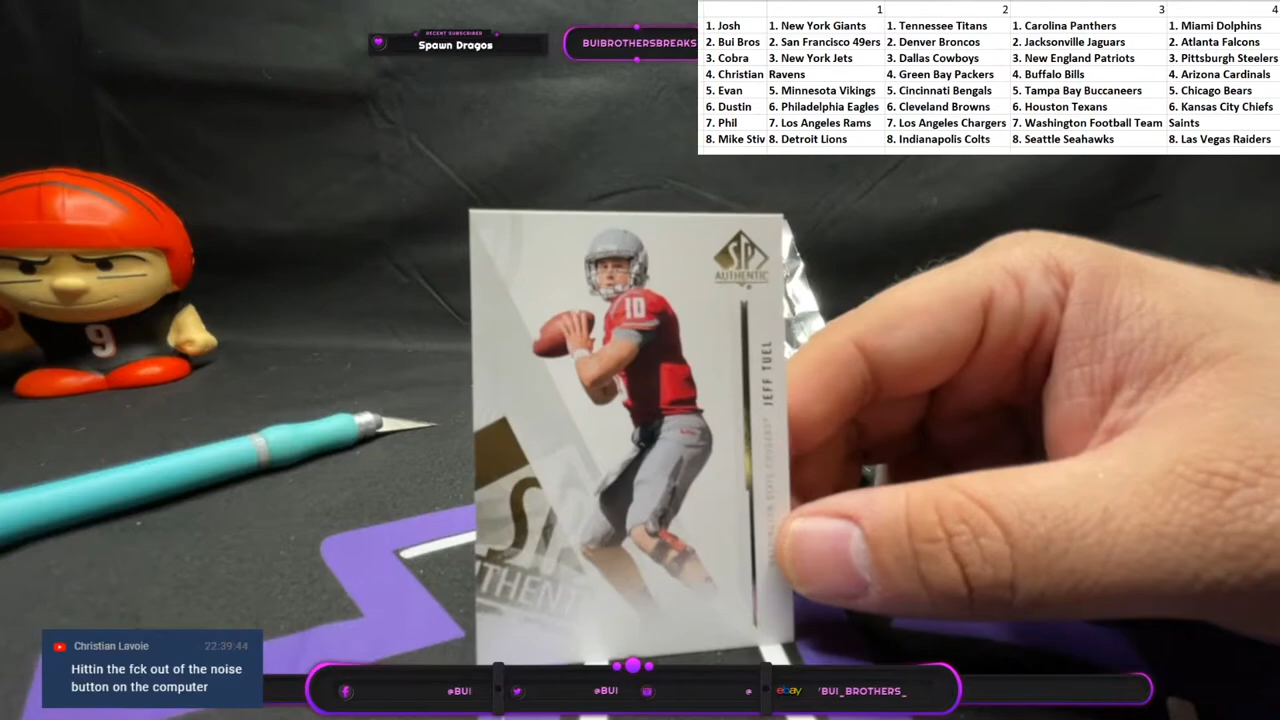 RECENT SUBSCRIBER
Spawn Dragos
BUIBROTHERSBREAKS
1 2 3 4
1. Josh 1. New York Giants 1. Tennessee Titans 1. Carolina Panthers 1. Miami Dolphins
2. Bui Bros 2. San Francisco 49ers 2. Denver Broncos 2. Jacksonville Jaguars 2. Atlanta Falcons
3. Cobra 3. New York Jets 3. Dallas Cowboys 3. New England Patriots 3. Pittsburgh Steelers
4. Christian Ravens 4. Green Bay Packers 4. Buffalo Bills 4. Arizona Cardinals
5. Evan 5. Minnesota Vikings 5. Cincinnati Bengals 5. Tampa Bay Buccaneers 5. Chicago Bears
6. Dustin 6. Philadelphia Eagles 6. Cleveland Browns 6. Houston Texans 6. Kansas City Chiefs
7. Phil 7. Los Angeles Rams 7. Los Angeles Chargers 7. Washington Football Team Saints
8. Mike Stiv 8. Detroit Lions 8. Indianapolis Colts 8. Seattle Seahawks 8. Las Vegas Raiders
SP
AUTHENTIC
10
JEFF TUEL
9
Christian Lavoie 22:39:44
Hittin the fck out of the noise
button on the computer
@BUI @BUI @ ebay 'BUI_BROTHERS_